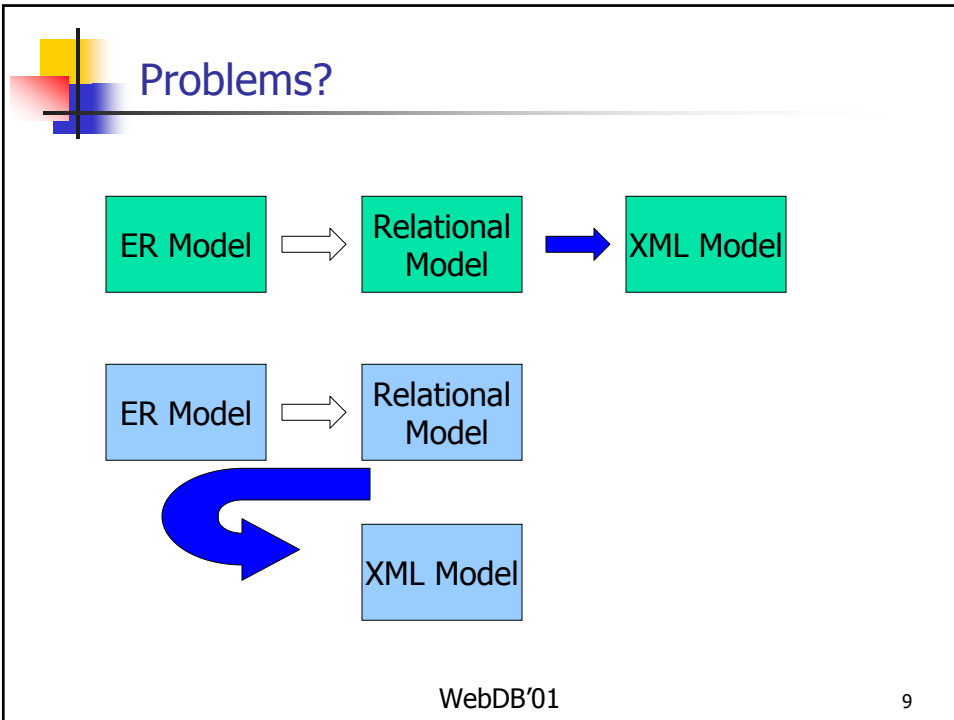 Problems?
ER Model
Relational
Model
XML Model
ER Model
Relational
Model
XML Model
WebDB'01
9